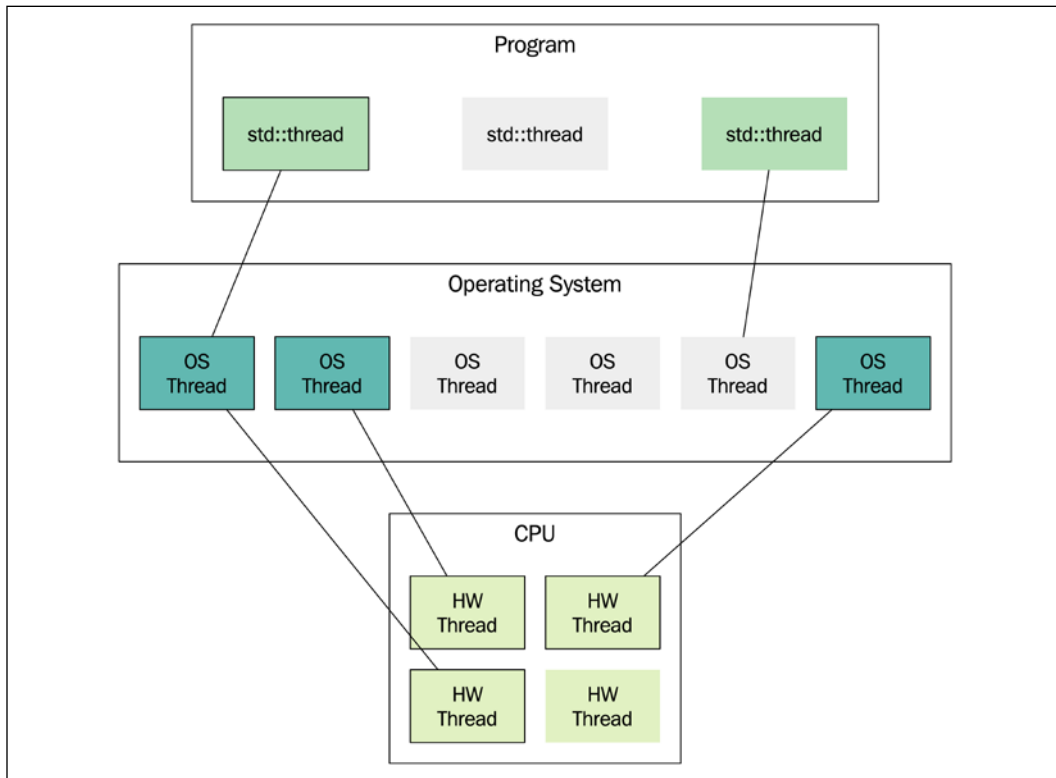 Program
std::thread
std::thread
std::thread
Operating System
OS
Thread
OS
Thread
OS
Thread
OS
Thread
OS
Thread
OS
Thread
CPU
HW
Thread
HW
Thread
HW
Thread
HW
Thread